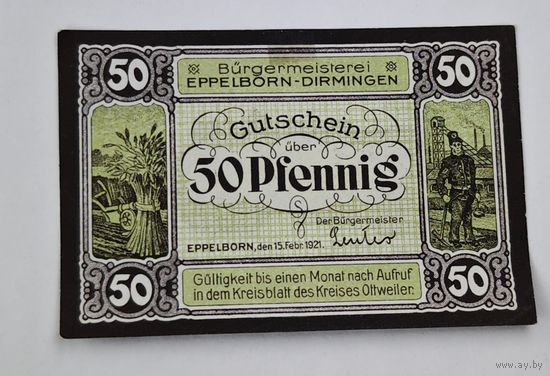 50
50
Bürgermeisterei
EPPELBORN-DIRMINGEN
Gutschein
über
50 Pfennig
Der Bürgermeister
EPPELBORN, den 15. Febr. 1921.
Gültigkeit bis einen Monat nach Aufruf
in dem Kreisblatt des Kreises Ottweiler.
50
50
www.ay.by